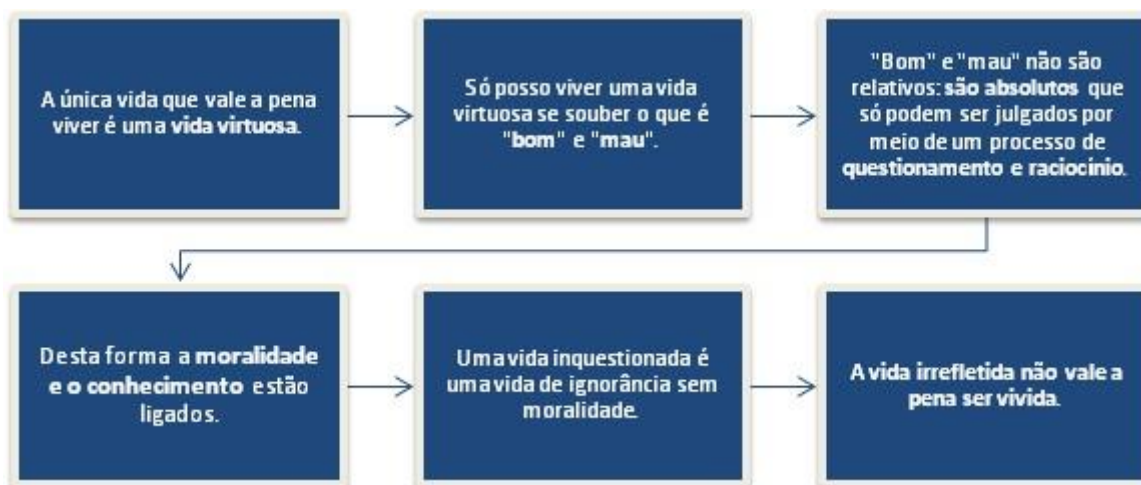 A única vida que vale a pena
viver é uma vida virtuosa.
Só posso viver uma vida
virtuosa se souber o que é
"bom" e "mau".
"Bom" e "mau" não são
relativos: são absolutos que
só podem ser julgados por
meio de um processo de
questionamento e raciocínio.
Desta forma a moralidade
e o conhecimento estão
ligados.
Uma vida inquestionada é
uma vida de ignorância sem
moralidade.
A vida irrefletida não vale a
pena ser vivida.